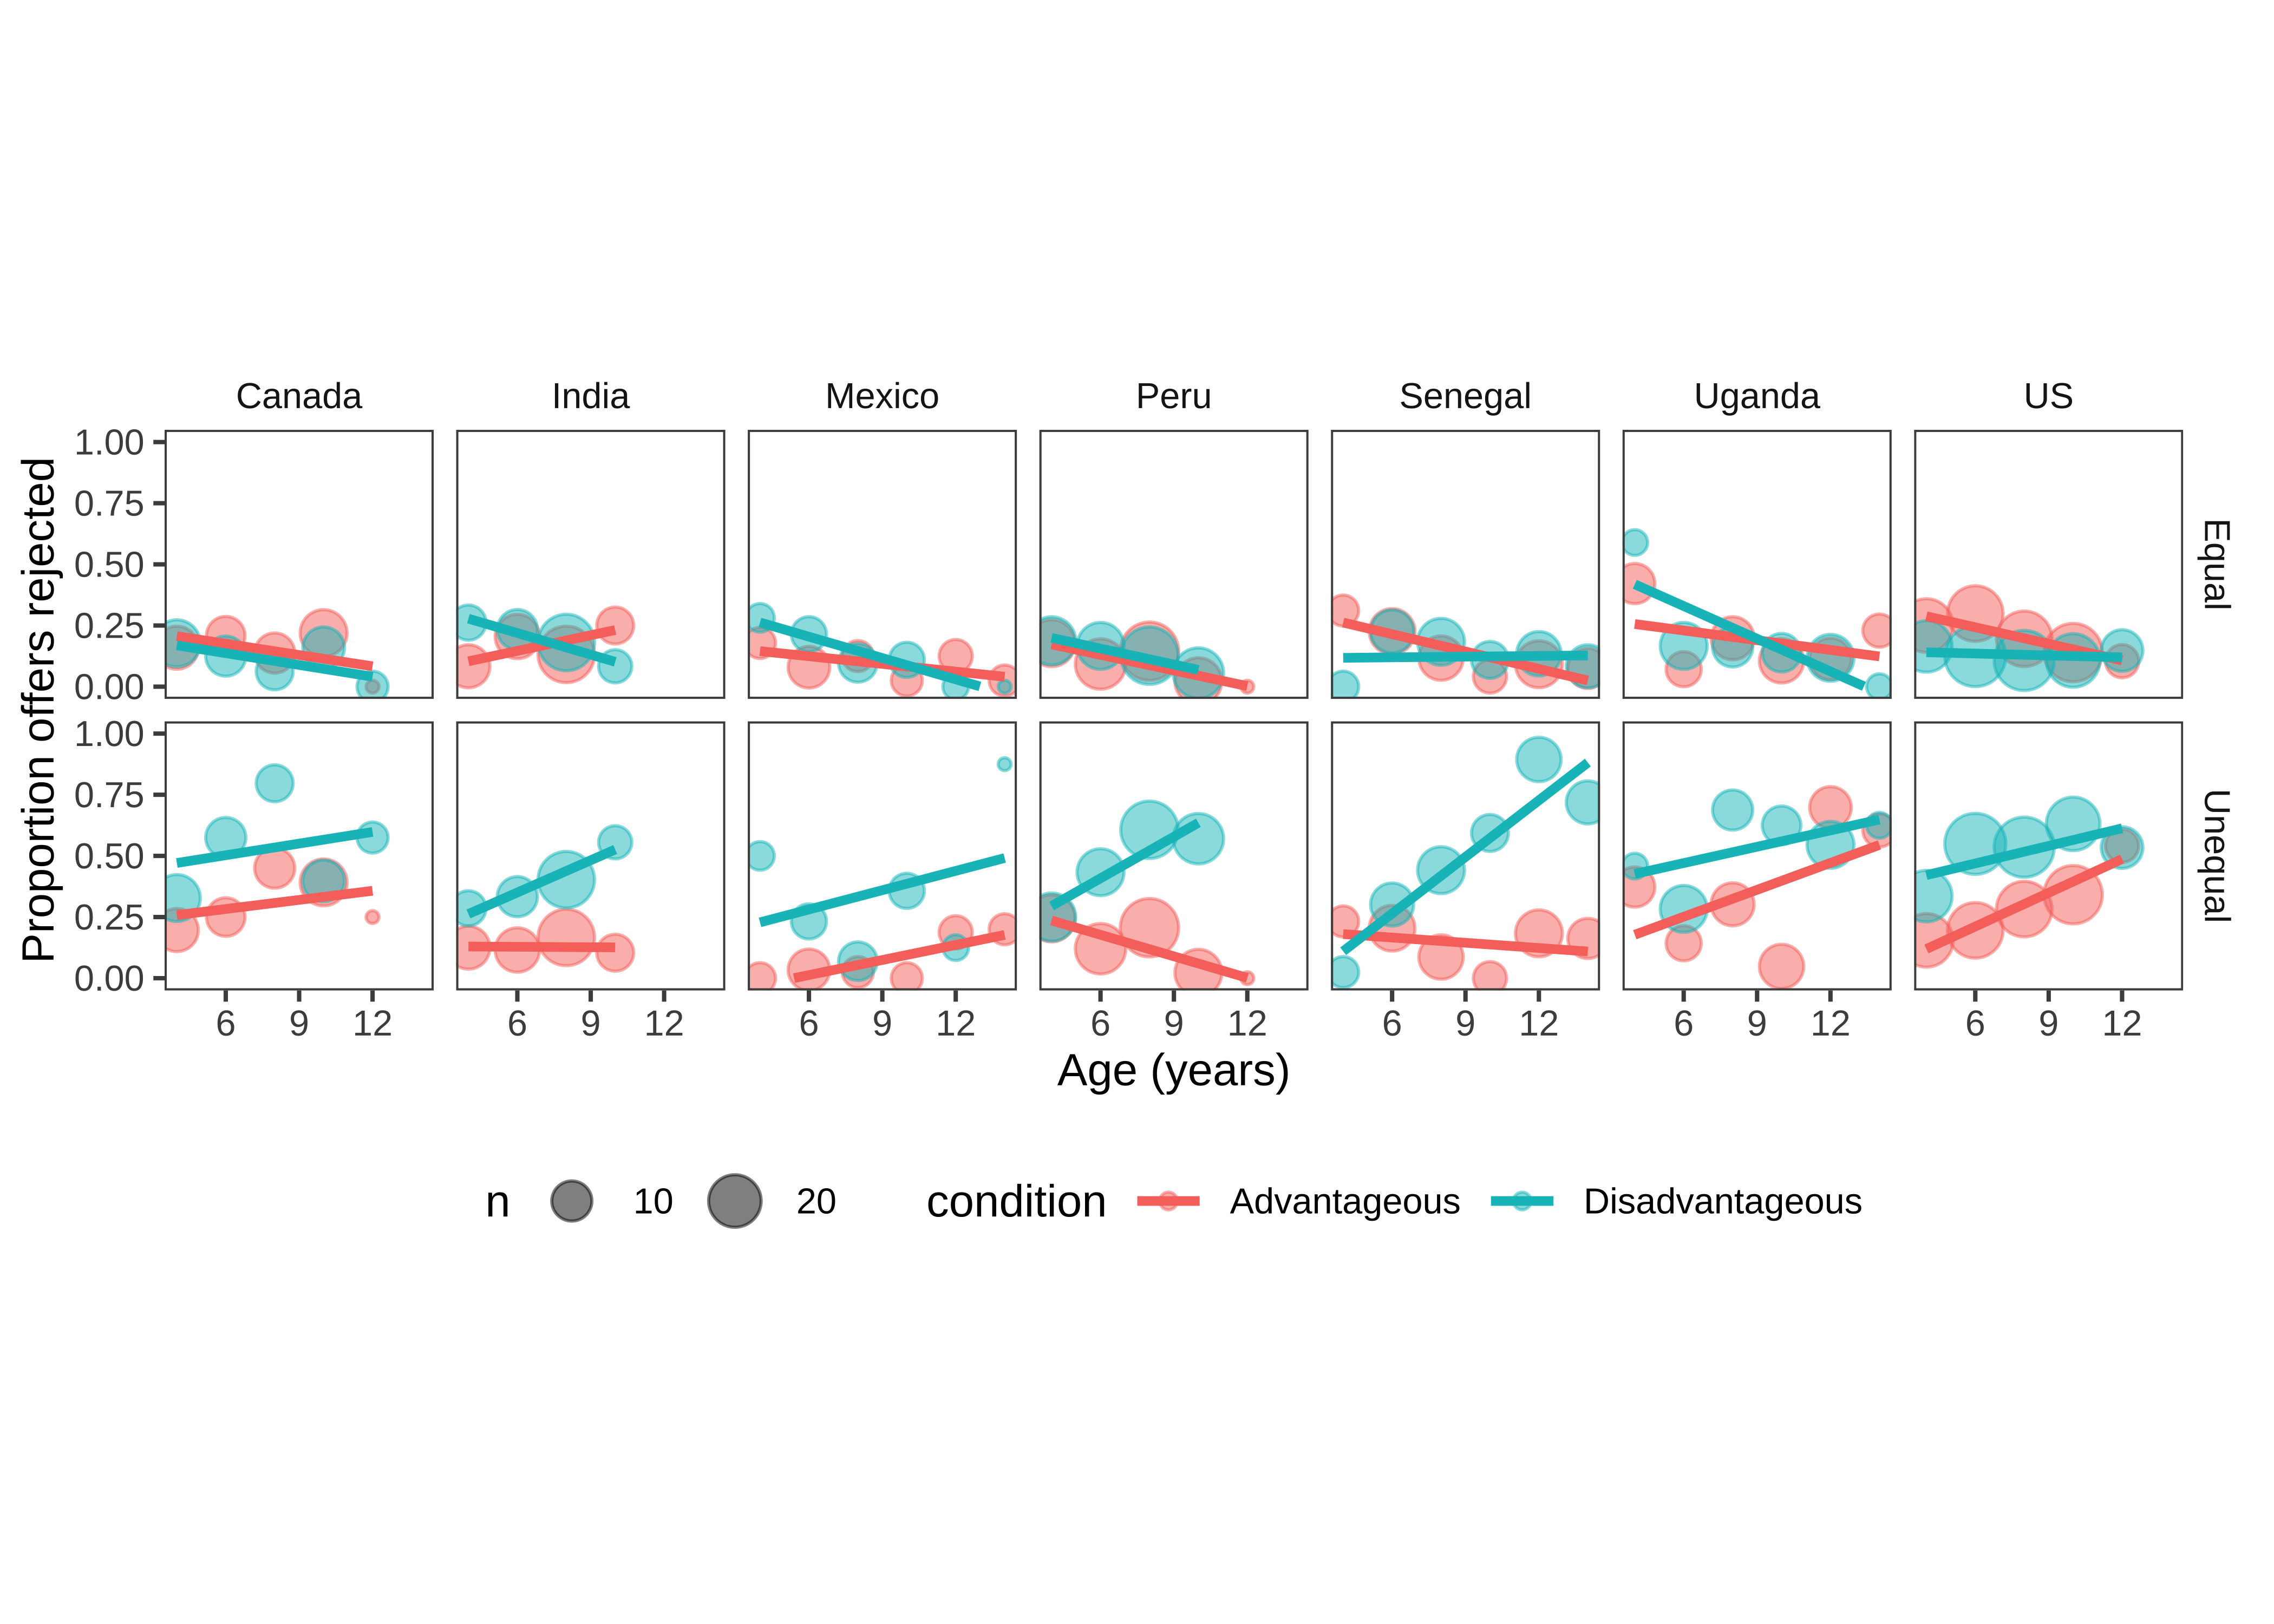 Canada India Mexico Peru Senegal Uganda US
Proportion offers rejected
1.00
0.75
0.50
0.25
0.00
Equal
1.00
0.75
0.50
0.25
0.00
Unequal
6 9 12 6 9 12 6 9 12 6 9 12 6 9 12 6 9 12 6 9 12
Age (years)
n 10 20 condition Advantageous Disadvantageous